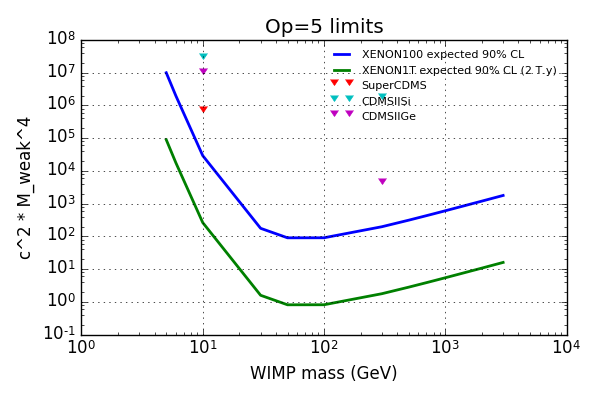 Op=5 limits
XENON100 expected 90% CL
XENON1T expected 90% CL (2 T.y)
SuperCDMS
CDMSIISi
CDMSIIGe
c^2 * M_weak^4
10^8
10^7
10^6
10^5
10^4
10^3
10^2
10^1
10^0
10^-1
10^0 10^1 10^2 10^3 10^4
WIMP mass (GeV)